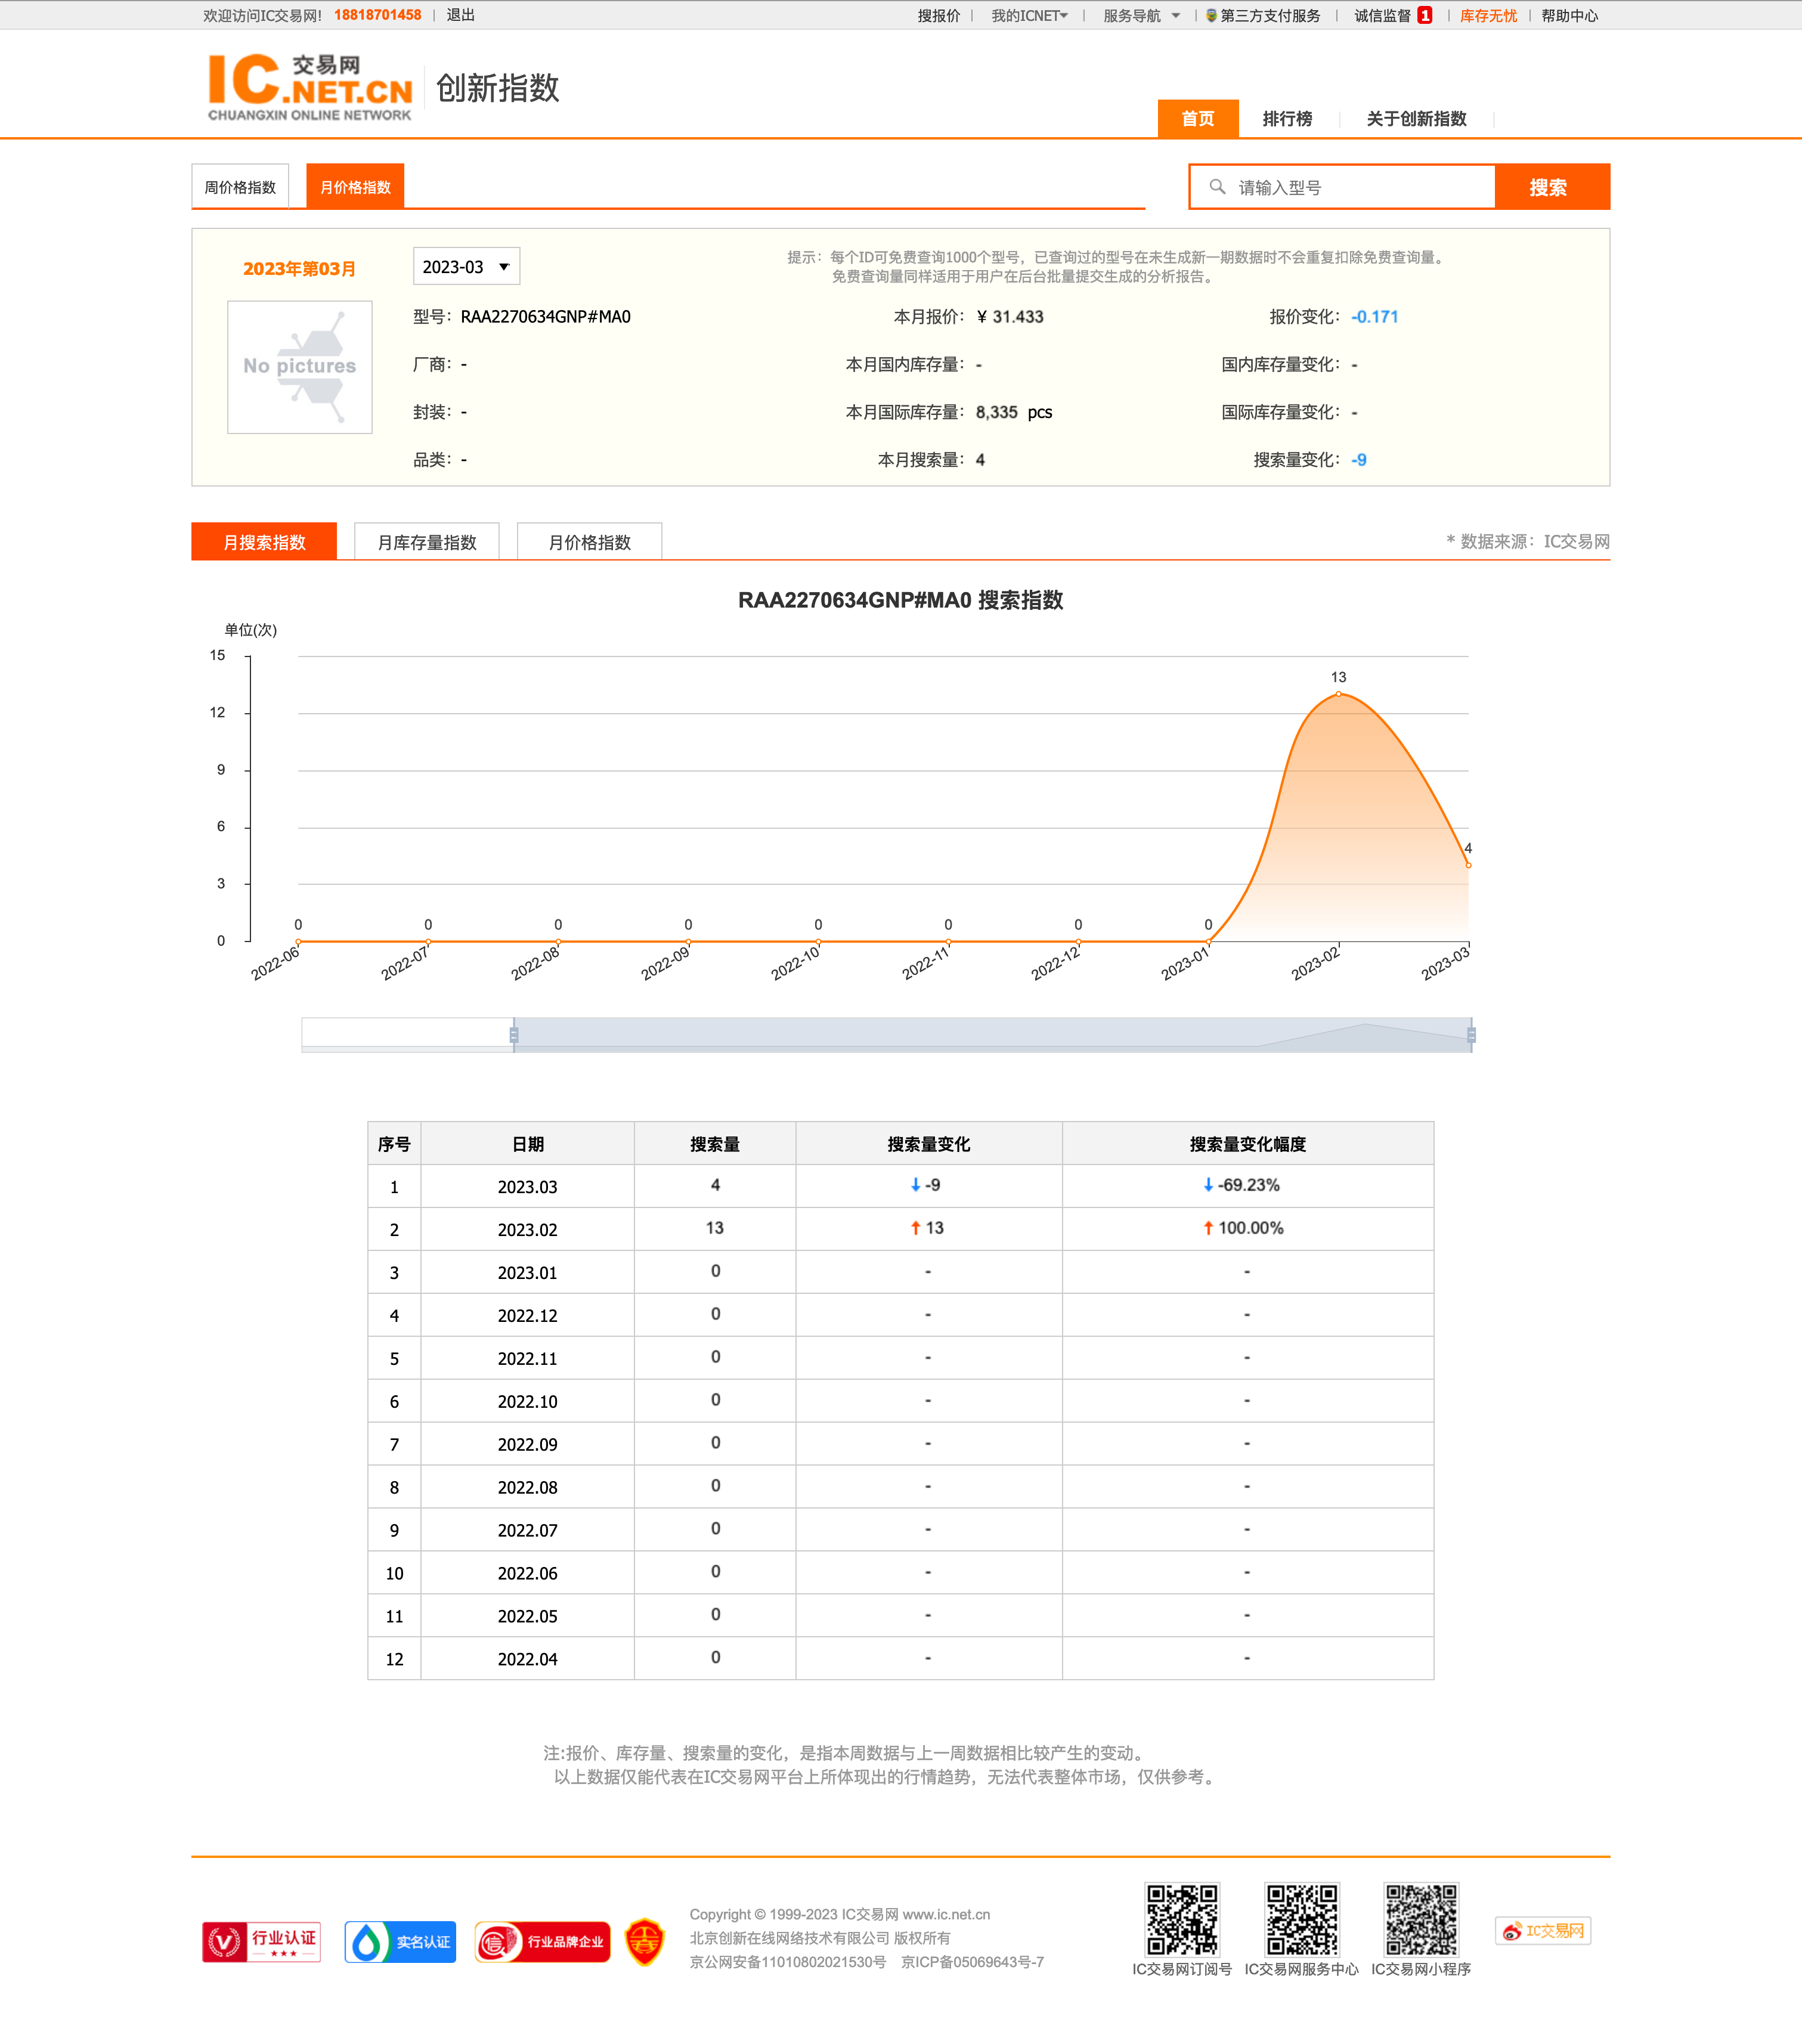 欢迎访问IC交易网! 18818701458 | 退出 搜报价 | 我的ICNET | 服务导航 | 第三方支付服务 | 诚信监督 1 | 库存无忧 | 帮助中心
IC交易网.NET.CN
CHUANGXIN ONLINE NETWORK
创新指数
首页 排行榜 关于创新指数
周价格指数 月价格指数 请输入型号 搜索
2023年第03月 2023-03
提示：每个ID可免费查询1000个型号，已查询过的型号在未生成新一期数据时不会重复扣除免费查询量。
免费查询量同样适用于用户在后台批量提交生成的分析报告。
No pictures
型号：RAA2270634GNP#MA0 本月报价：¥ 31.433 报价变化：-0.171
厂商：- 本月国内库存量：- 国内库存量变化：-
封装：- 本月国际库存量：8,335 pcs 国际库存量变化：-
品类：- 本月搜索量：4 搜索量变化：-9
月搜索指数 月库存量指数 月价格指数 * 数据来源：IC交易网
RAA2270634GNP#MA0 搜索指数
单位(次)
15
13
12
9
6
4
3
0 0 0 0 0 0 0 0
0
2022-06 2022-07 2022-08 2022-09 2022-10 2022-11 2022-12 2023-01 2023-02 2023-03
序号 日期 搜索量 搜索量变化 搜索量变化幅度
1 2023.03 4 ↓-9 ↓-69.23%
2 2023.02 13 ↑13 ↑100.00%
3 2023.01 0 - -
4 2022.12 0 - -
5 2022.11 0 - -
6 2022.10 0 - -
7 2022.09 0 - -
8 2022.08 0 - -
9 2022.07 0 - -
10 2022.06 0 - -
11 2022.05 0 - -
12 2022.04 0 - -
注:报价、库存量、搜索量的变化，是指本周数据与上一周数据相比较产生的变动。
以上数据仅能代表在IC交易网平台上所体现出的行情趋势，无法代表整体市场，仅供参考。
行业认证
实名认证
信 行业品牌企业
Copyright © 1999-2023 IC交易网 www.ic.net.cn
北京创新在线网络技术有限公司 版权所有
京公网安备11010802021530号 京ICP备05069643号-7
IC交易网订阅号 IC交易网服务中心 IC交易网小程序
IC交易网